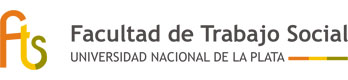 fts
Facultad de Trabajo Social
UNIVERSIDAD NACIONAL DE LA PLATA